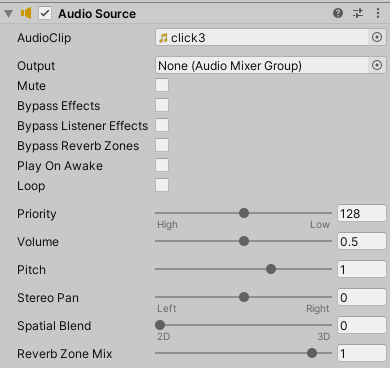 Audio Source
AudioClip click3
Output None (Audio Mixer Group)
Mute
Bypass Effects
Bypass Listener Effects
Bypass Reverb Zones
Play On Awake
Loop
Priority 128
High Low
Volume 0.5
Pitch 1
Stereo Pan 0
Left Right
Spatial Blend 0
2D 3D
Reverb Zone Mix 1